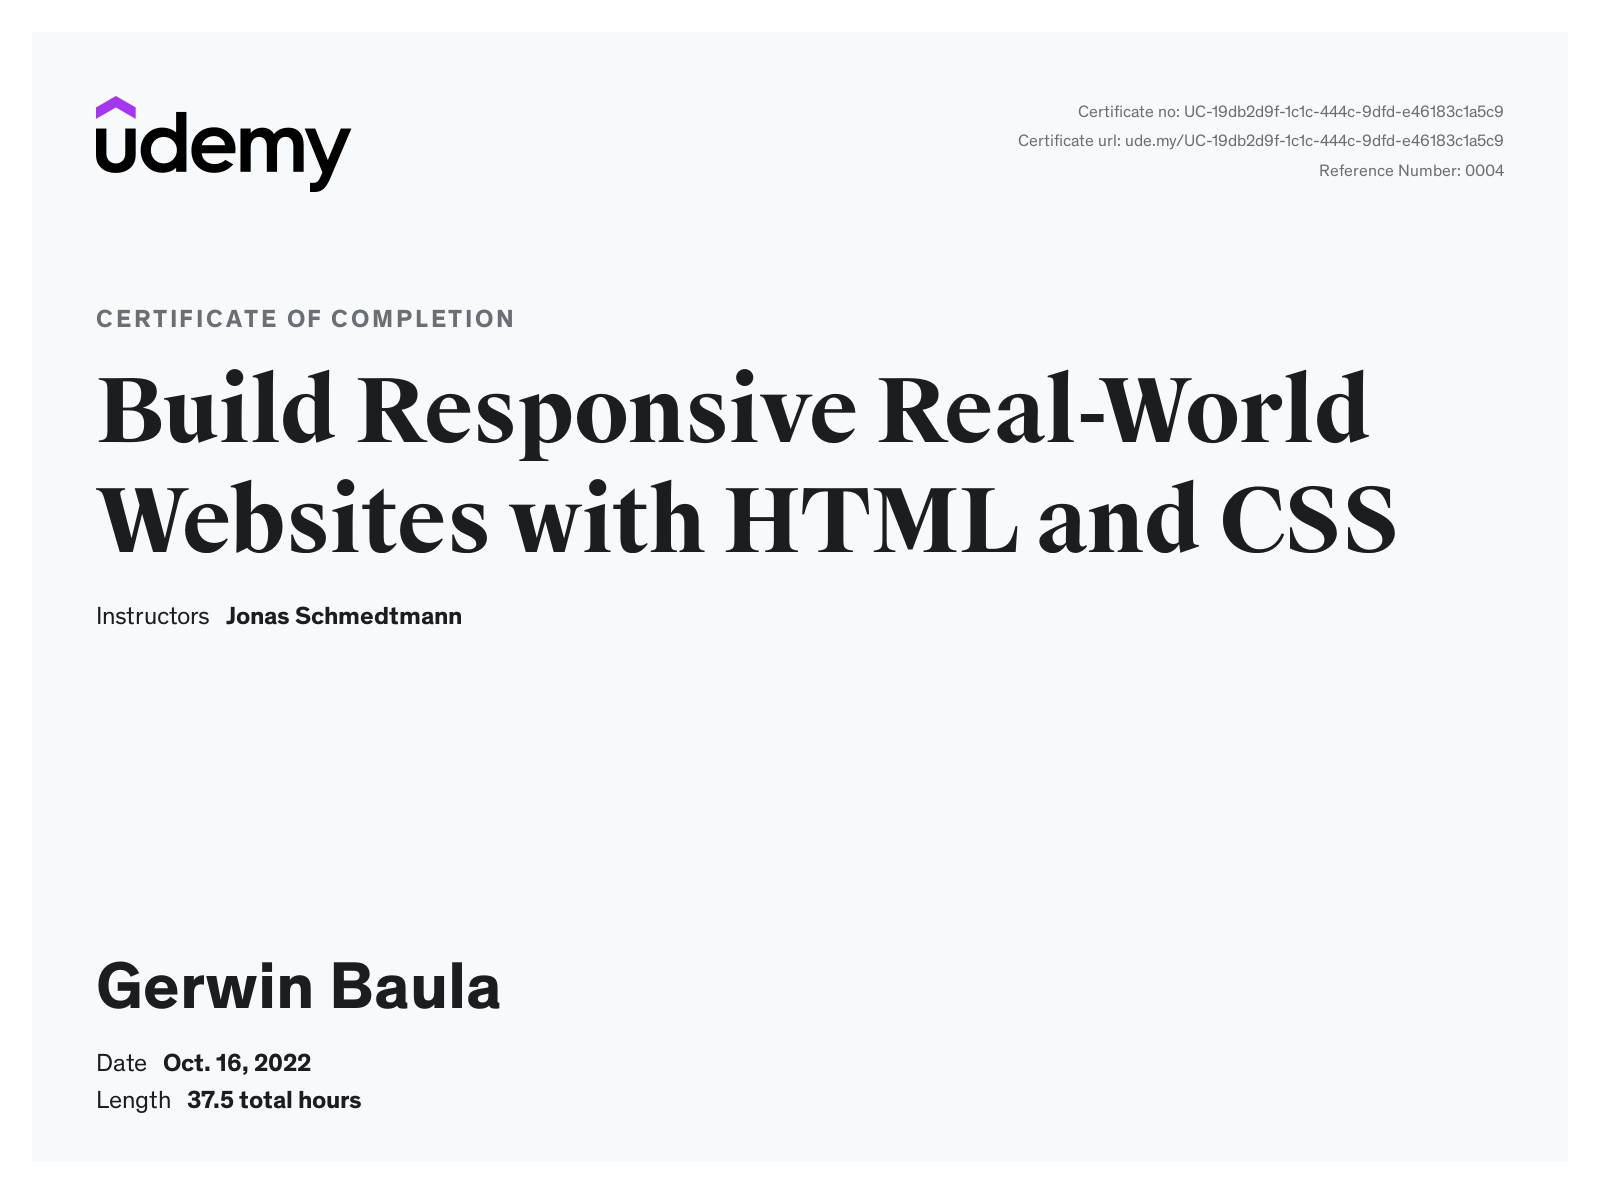 udemy
Certificate no: UC-19db2d9f-1c1c-444c-9dfd-e46183c1a5c9
Certificate url: ude.my/UC-19db2d9f-1c1c-444c-9dfd-e46183c1a5c9
Reference Number: 0004
CERTIFICATE OF COMPLETION
Build Responsive Real-World
Websites with HTML and CSS
Instructors Jonas Schmedtmann
Gerwin Baula
Date Oct. 16, 2022
Length 37.5 total hours